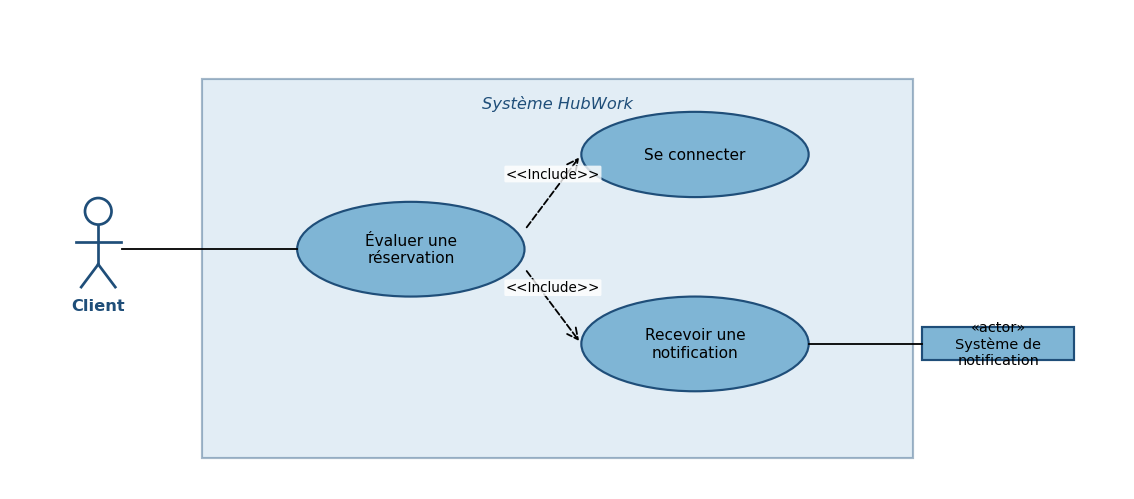 Système HubWork
Se connecter
<<Include>>
Évaluer une
réservation
<<Include>>
Client
Recevoir une
notification
«actor»
Système de
notification